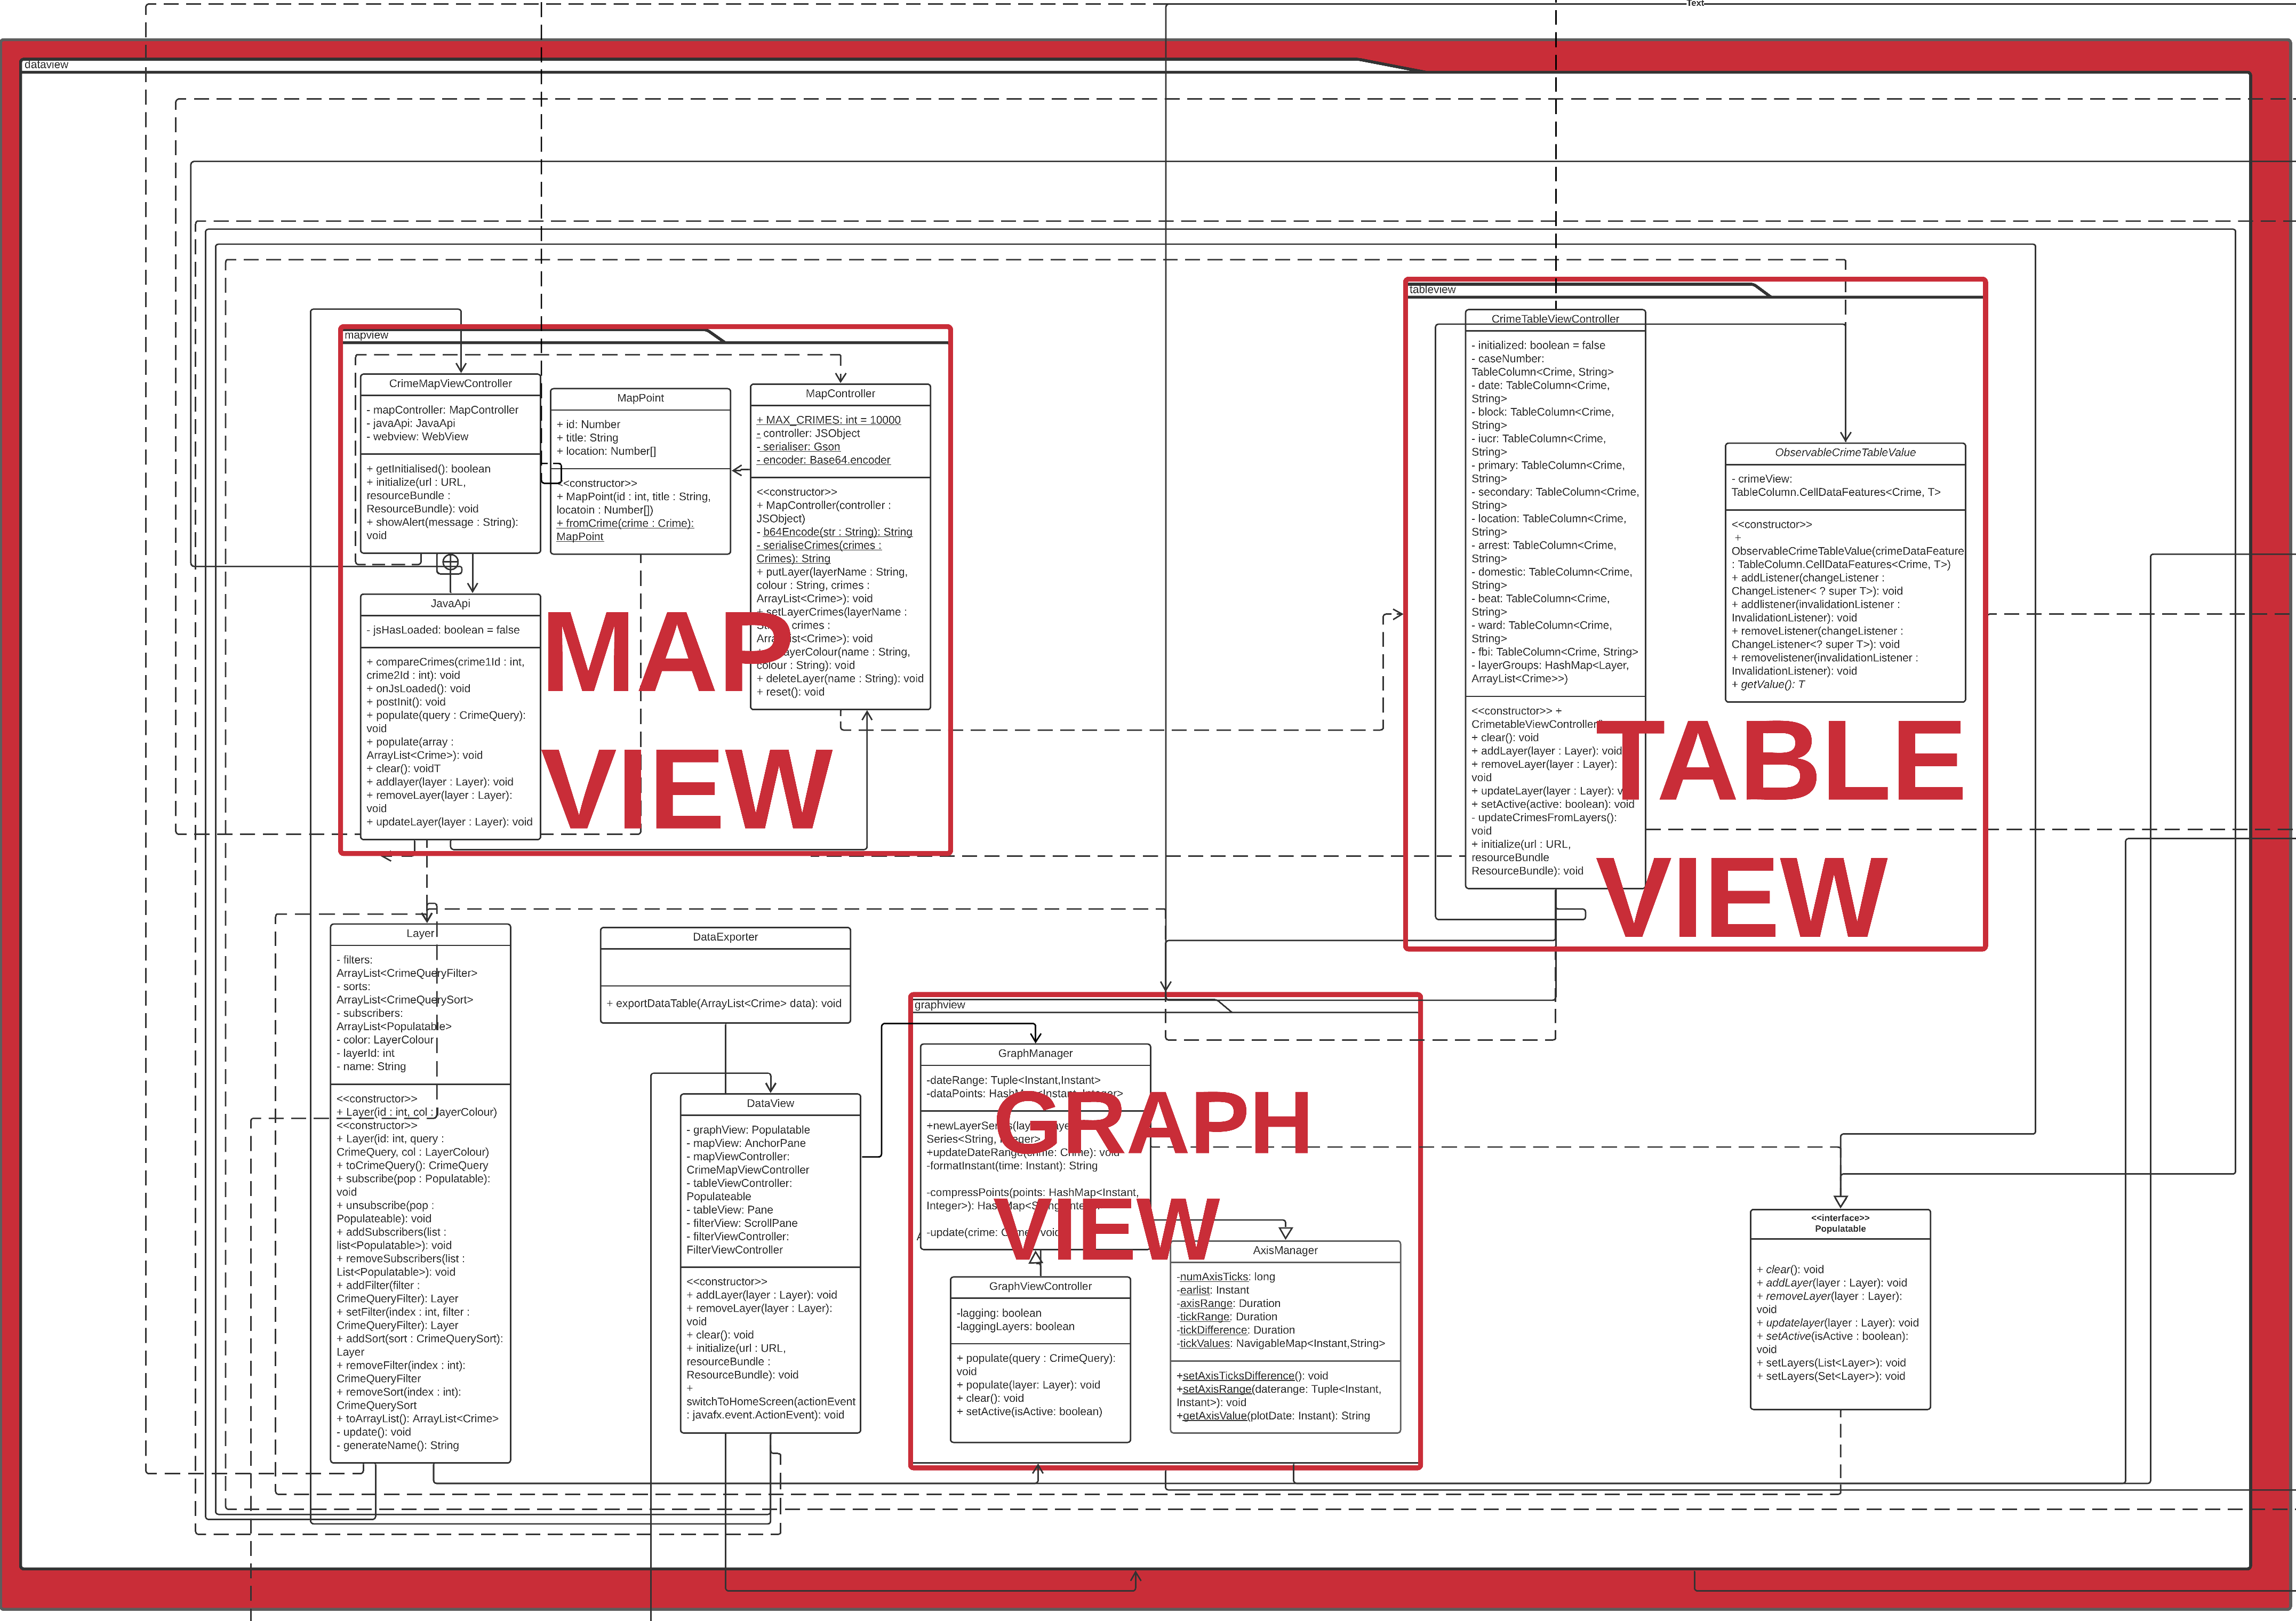 Text
dataview
mapview
CrimeMapViewController
- mapController: MapController
- javaApi: JavaApi
- webview: WebView
+ getInitialised(): boolean
+ initialize(url : URL,
resourceBundle :
ResourceBundle): void
+ showAlert(message : String):
void
MapPoint
+ id: Number
+ title: String
+ location: Number[]
<<constructor>>
+ MapPoint(id : int, title : String,
locatoin : Number[])
+ fromCrime(crime : Crime):
MapPoint
MapController
+ MAX_CRIMES: int = 10000
- controller: JSObject
- serialiser: Gson
- encoder: Base64.encoder
<<constructor>>
+ MapController(controller :
JSObject)
- b64Encode(str : String): String
- serialiseCrimes(crimes :
Crimes): String
+ putLayer(layerName : String,
colour : String, crimes :
ArrayList<Crime>): void
+ setLayerCrimes(layerName :
crimes :
ArrayList<Crime>): void
(name : String,
colour : String): void
+ deleteLayer(name : String): void
+ reset(): void
JavaApi
- jsHasLoaded: boolean = false
+ compareCrimes(crime1Id : int,
crime2Id : int): void
+ onJsLoaded(): void
+ postInit(): void
+ populate(query : CrimeQuery):
void
+ populate(array :
ArrayList<Crime>): void
+ clear(): voidT
+ addlayer(layer : Layer): void
+ removeLayer(layer : Layer):
void
+ updateLayer(layer : Layer): void
MAP
VIEW
tableview
CrimeTableViewController
- initialized: boolean = false
- caseNumber:
TableColumn<Crime, String>
- date: TableColumn<Crime,
String>
- block: TableColumn<Crime,
String>
- iucr: TableColumn<Crime,
String>
- primary: TableColumn<Crime,
String>
- secondary: TableColumn<Crime,
String>
- location: TableColumn<Crime,
String>
- arrest: TableColumn<Crime,
String>
- domestic: TableColumn<Crime,
String>
- beat: TableColumn<Crime,
String>
- ward: TableColumn<Crime,
String>
- fbi: TableColumn<Crime, String>
- layerGroups: HashMap<Layer,
ArrayList<Crime>>)
<<constructor>> +
CrimetableViewController
+ clear(): void
+ addLayer(layer : Layer): void
+ removeLayer(layer : Layer):
void
+ updateLayer(layer : Layer):
+ setActive(active: boolean): void
- updateCrimesFromLayers():
void
+ initialize(url : URL,
resourceBundle
ResourceBundle): void
ObservableCrimeTableValue
- crimeView:
TableColumn.CellDataFeatures<Crime, T>
<<constructor>>
+
ObservableCrimeTableValue(crimeDataFeature
: TableColumn.CellDataFeatures<Crime, T>)
+ addListener(changeListener :
ChangeListener< ? super T>): void
+ addlistener(invalidationListener :
InvalidationListener): void
+ removeListener(changeListener :
ChangeListener<? super T>): void
+ removelistener(invalidationListener :
InvalidationListener): void
+ getValue(): T
TABLE
VIEW
Layer
- filters:
ArrayList<CrimeQueryFilter>
- sorts:
ArrayList<CrimeQuerySort>
- subscribers:
ArrayList<Populatable>
- color: LayerColour
- layerId: int
- name: String
<<constructor>>
+ Layer(id : int, col : layerColour)
<<constructor>>
+ Layer(id: int, query :
CrimeQuery, col : LayerColour)
+ toCrimeQuery(): CrimeQuery
+ subscribe(pop : Populatable):
void
+ unsubscribe(pop :
Populateable): void
+ addSubscribers(list :
list<Populatable>): void
+ removeSubscribers(list :
List<Populatable>): void
+ addFilter(filter :
CrimeQueryFilter): Layer
+ setFilter(index : int, filter :
CrimeQueryFilter): Layer
+ addSort(sort : CrimeQuerySort):
Layer
+ removeFilter(index : int):
CrimeQueryFilter
+ removeSort(index : int):
CrimeQuerySort
+ toArrayList(): ArrayList<Crime>
- update(): void
- generateName(): String
DataExporter
+ exportDataTable(ArrayList<Crime> data): void
DataView
- graphView: Populatable
- mapView: AnchorPane
- mapViewController:
CrimeMapViewController
- tableViewController:
Populateable
- tableView: Pane
- filterView: ScrollPane
- filterViewController:
FilterViewController
<<constructor>>
+ addLayer(layer : Layer): void
+ removeLayer(layer : Layer):
void
+ clear(): void
+ initialize(url : URL,
resourceBundle :
ResourceBundle): void
+
switchToHomeScreen(actionEvent
: javafx.event.ActionEvent): void
graphview
GraphManager
-dateRange: Tuple<Instant,Instant>
-dataPoints: HashMap<Instant, Integer>
Series<String, Integer>
+updateDateRange(crime: Crime): void
-formatInstant(time: Instant): String
-compressPoints(points: HashMap<Instant,
-update(crime: Crime): void
GRAPH
VIEW
GraphViewController
-lagging: boolean
-laggingLayers: boolean
+ populate(query : CrimeQuery):
void
+ populate(layer: Layer): void
+ clear(): void
+ setActive(isActive: boolean)
AxisManager
-numAxisTicks: long
-earlist: Instant
-axisRange: Duration
-tickRange: Duration
-tickDifference: Duration
-tickValues: NavigableMap<Instant,String>
+setAxisTicksDifference(): void
+setAxisRange(daterange: Tuple<Instant,
Instant>): void
+getAxisValue(plotDate: Instant): String
<<interface>>
Populatable
+ clear(): void
+ addLayer(layer : Layer): void
+ removeLayer(layer : Layer):
void
+ updatelayer(layer : Layer): void
+ setActive(isActive : boolean):
void
+ setLayers(List<Layer>): void
+ setLayers(Set<Layer>): void